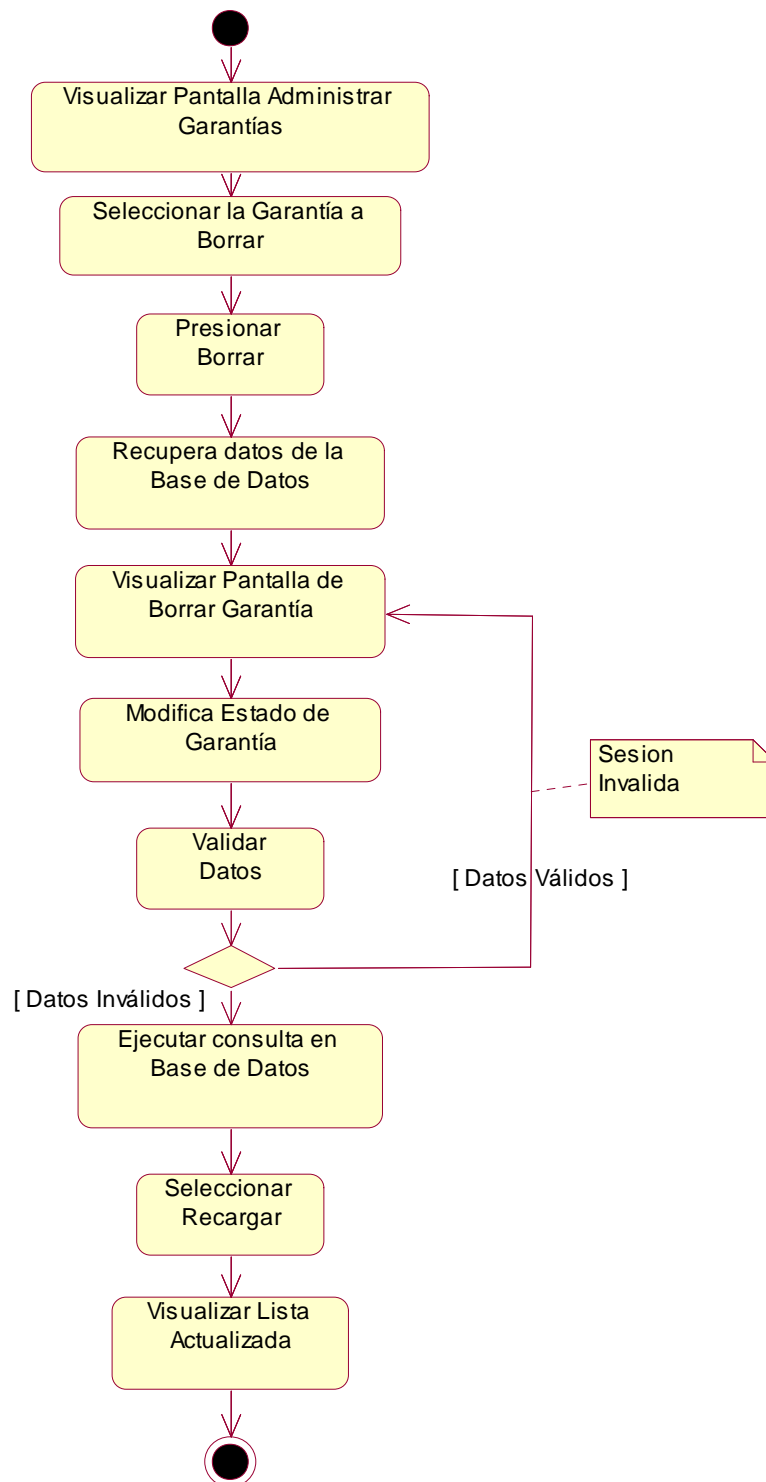 Visualizar Pantalla Administrar
Garantías
Seleccionar la Garantía a
Borrar
Presionar
Borrar
Recupera datos de la
Base de Datos
Visualizar Pantalla de
Borrar Garantía
Modifica Estado de
Garantía
Sesion
Invalida
Validar
Datos
[ Datos Válidos ]
[ Datos Inválidos ]
Ejecutar consulta en
Base de Datos
Seleccionar
Recargar
Visualizar Lista
Actualizada